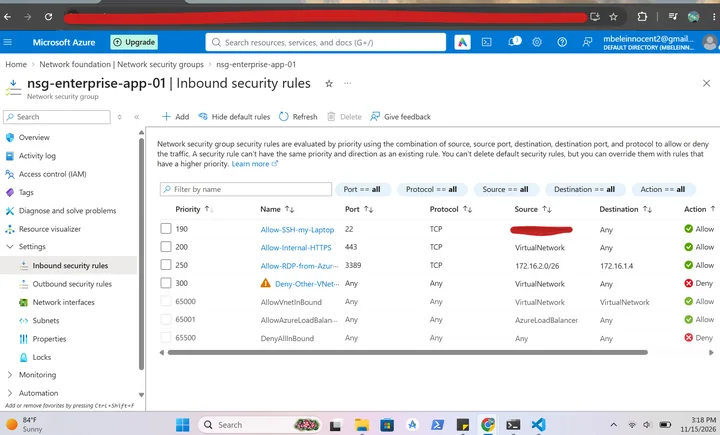 Microsoft Azure
Upgrade
Search resources, services, and docs (G+/)
3
mbeleinnocent2@gmail...
DEFAULT DIRECTORY (MBELEIN...
Home > Network foundation | Network security groups > nsg-enterprise-app-01
nsg-enterprise-app-01 | Inbound security rules
Network security group
Search
Add Hide default rules Refresh Delete Give feedback
Overview
Activity log
Access control (IAM)
Tags
Diagnose and solve problems
Resource visualizer
Settings
Inbound security rules
Outbound security rules
Network interfaces
Subnets
Properties
Locks
Monitoring
Automation
Add or remove favorites by pressing Ctrl+Shift+F
Network security group security rules are evaluated by priority using the combination of source, source port, destination, destination port, and protocol to allow or deny
the traffic. A security rule can't have the same priority and direction as an existing rule. You can't delete default security rules, but you can override them with rules that
have a higher priority. Learn more
Filter by name
Port == all Protocol == all Source == all Destination == all Action == all
Priority Name Port Protocol Source Destination Action
190 Allow-SSH-my-Laptop 22 TCP Any Allow
200 Allow-Internal-HTTPS 443 TCP VirtualNetwork Any Allow
250 Allow-RDP-from-Azur... 3389 TCP 172.16.2.0/26 172.16.1.4 Allow
300 Deny-Other-VNet-... Any Any VirtualNetwork Any Deny
65000 AllowVnetInBound Any Any VirtualNetwork VirtualNetwork Allow
65001 AllowAzureLoadBalan... Any Any AzureLoadBalancer Any Allow
65500 DenyAllInBound Any Any Any Any Deny
84°F
Sunny
Search
3:18 PM
11/15/2026